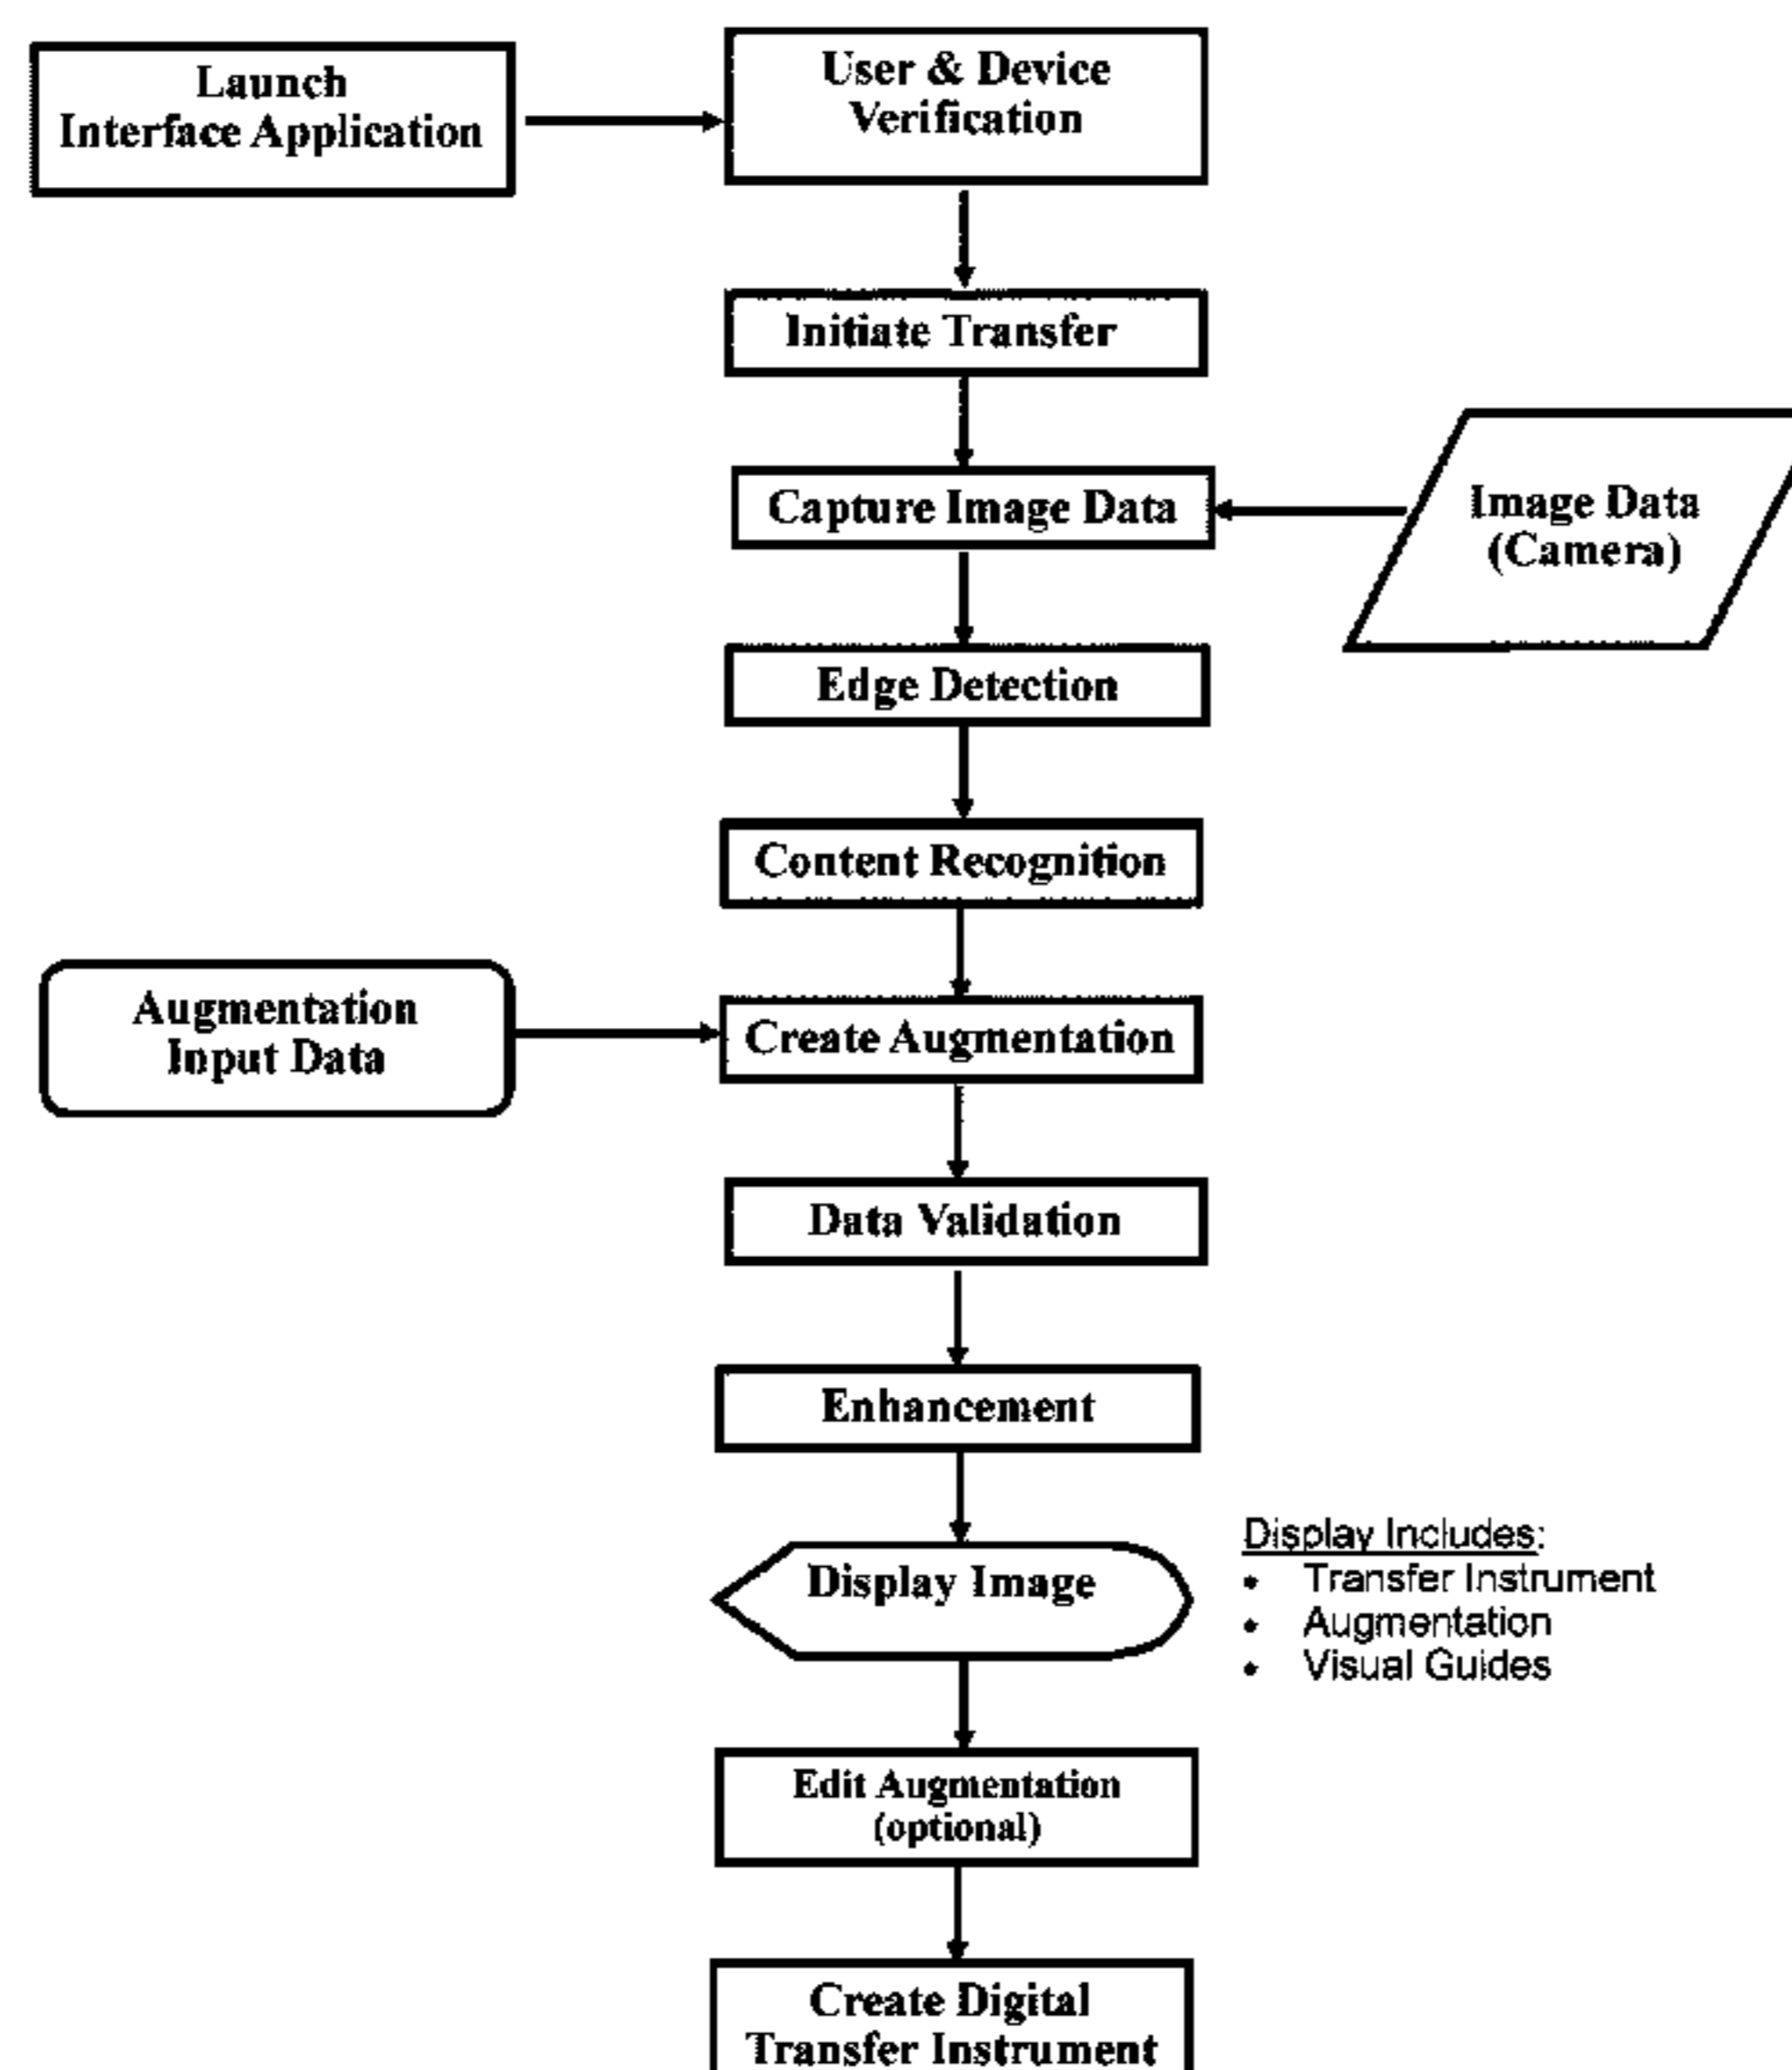 Launch
Interface Application
User & Device
Verification
Initiate Transfer
Capture Image Data
Image Data
(Camera)
Edge Detection
Content Recognition
Augmentation
Input Data
Create Augmentation
Data Validation
Enhancement
Display Image
Display Includes:
• Transfer Instrument
• Augmentation
• Visual Guides
Edit Augmentation
(optional)
Create Digital
Transfer Instrument